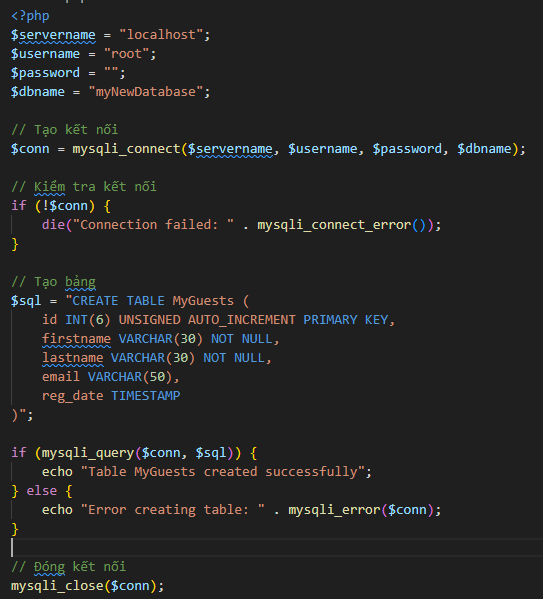 <?php
$servername = "localhost";
$username = "root";
$password = "";
$dbname = "myNewDatabase";
// Tạo kết nối
$conn = mysqli_connect($servername, $username, $password, $dbname);
// Kiểm tra kết nối
if (!$conn) {
    die("Connection failed: " . mysqli_connect_error());
}
// Tạo bảng
$sql = "CREATE TABLE MyGuests (
    id INT(6) UNSIGNED AUTO_INCREMENT PRIMARY KEY,
    firstname VARCHAR(30) NOT NULL,
    lastname VARCHAR(30) NOT NULL,
    email VARCHAR(50),
    reg_date TIMESTAMP
)";
if (mysqli_query($conn, $sql)) {
    echo "Table MyGuests created successfully";
} else {
    echo "Error creating table: " . mysqli_error($conn);
}
// Đóng kết nối
mysqli_close($conn);